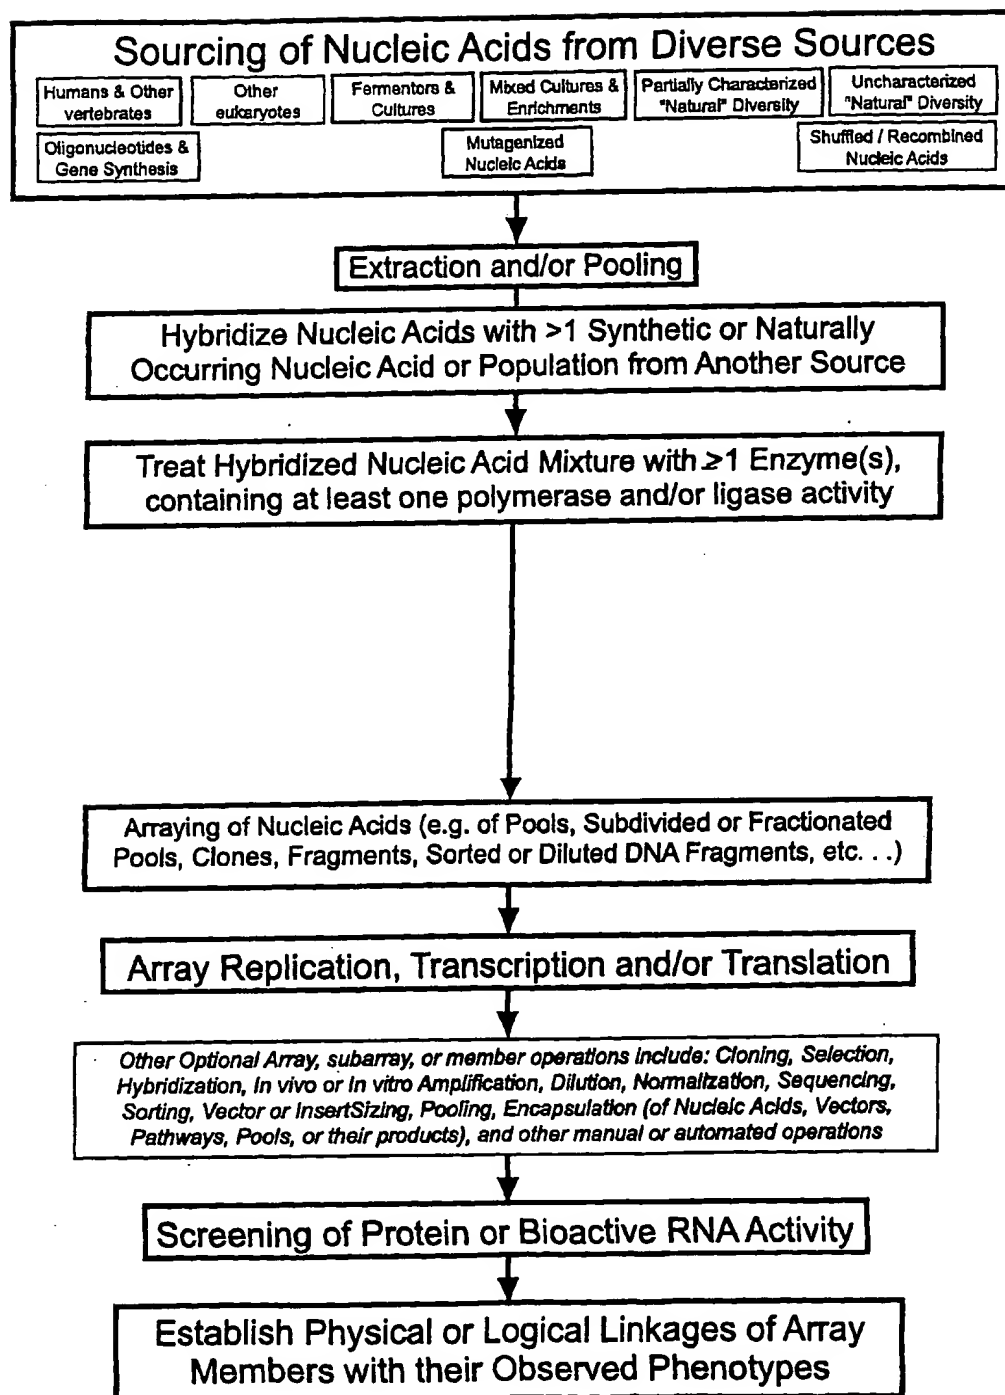 Sourcing of Nucleic Acids from Diverse Sources
Humans & Other
vertebrates
Other
eukaryotes
Fermentors &
Cultures
Mixed Cultures &
Enrichments
Partially Characterized
"Natural" Diversity
Uncharacterized
"Natural" Diversity
Oligonucleotides &
Gene Synthesis
Mutagenized
Nucleic Acids
Shuffled / Recombined
Nucleic Acids
Extraction and/or Pooling
Hybridize Nucleic Acids with >1 Synthetic or Naturally
Occurring Nucleic Acid or Population from Another Source
Treat Hybridized Nucleic Acid Mixture with ≥1 Enzyme(s),
containing at least one polymerase and/or ligase activity
Arraying of Nucleic Acids (e.g. of Pools, Subdivided or Fractionated
Pools, Clones, Fragments, Sorted or Diluted DNA Fragments, etc. . .)
Array Replication, Transcription and/or Translation
Other Optional Array, subarray, or member operations include: Cloning, Selection,
Hybridization, In vivo or In vitro Amplification, Dilution, Normalization, Sequencing,
Sorting, Vector or InsertSizing, Pooling, Encapsulation (of Nucleic Acids, Vectors,
Pathways, Pools, or their products), and other manual or automated operations
Screening of Protein or Bioactive RNA Activity
Establish Physical or Logical Linkages of Array
Members with their Observed Phenotypes